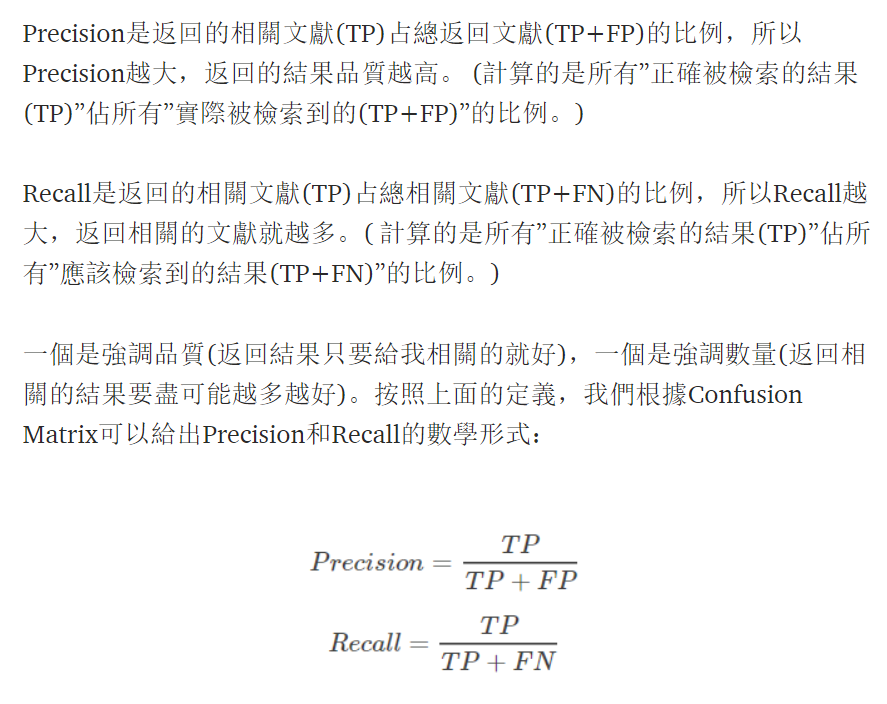 Precision是返回的相關文獻(TP)占總返回文獻(TP+FP)的比例，所以
Precision越大，返回的結果品質越高。 (計算的是所有”正確被檢索的結果
(TP)”佔所有”實際被檢索到的(TP+FP)”的比例。)
Recall是返回的相關文獻(TP)占總相關文獻(TP+FN)的比例，所以Recall越
大，返回相關的文獻就越多。( 計算的是所有”正確被檢索的結果(TP)”佔所
有”應該檢索到的結果(TP+FN)”的比例。)
一個是強調品質(返回結果只要給我相關的就好)，一個是強調數量(返回相
關的結果要盡可能越多越好)。按照上面的定義，我們根據Confusion
Matrix可以給出Precision和Recall的數學形式：
Precision = TP / TP + FP
Recall = TP / TP + FN